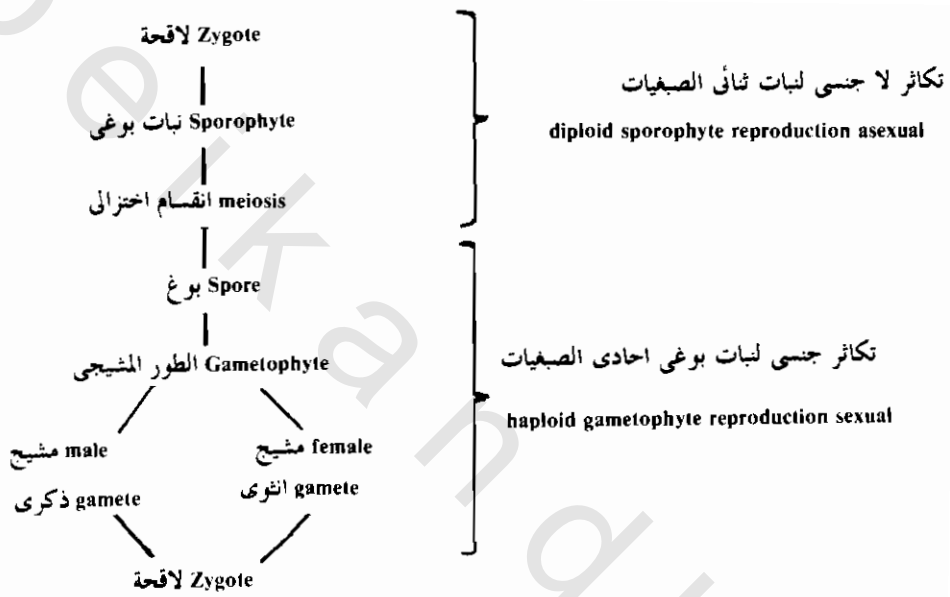 لاقحة Zygote
نبات بوغى Sporophyte
انقسام اختزالى meiosis
تكاثر لا جنسى لنبات ثنائى الصبغيات
diploid sporophyte reproduction asexual
بوغ Spore
الطور المشيجى Gametophyte
مشيج male
ذكرى gamete
مشيج female
انثوى gamete
لاقحة Zygote
تكاثر جنسى لنبات بوغى احادى الصبغيات
haploid gametophyte reproduction sexual